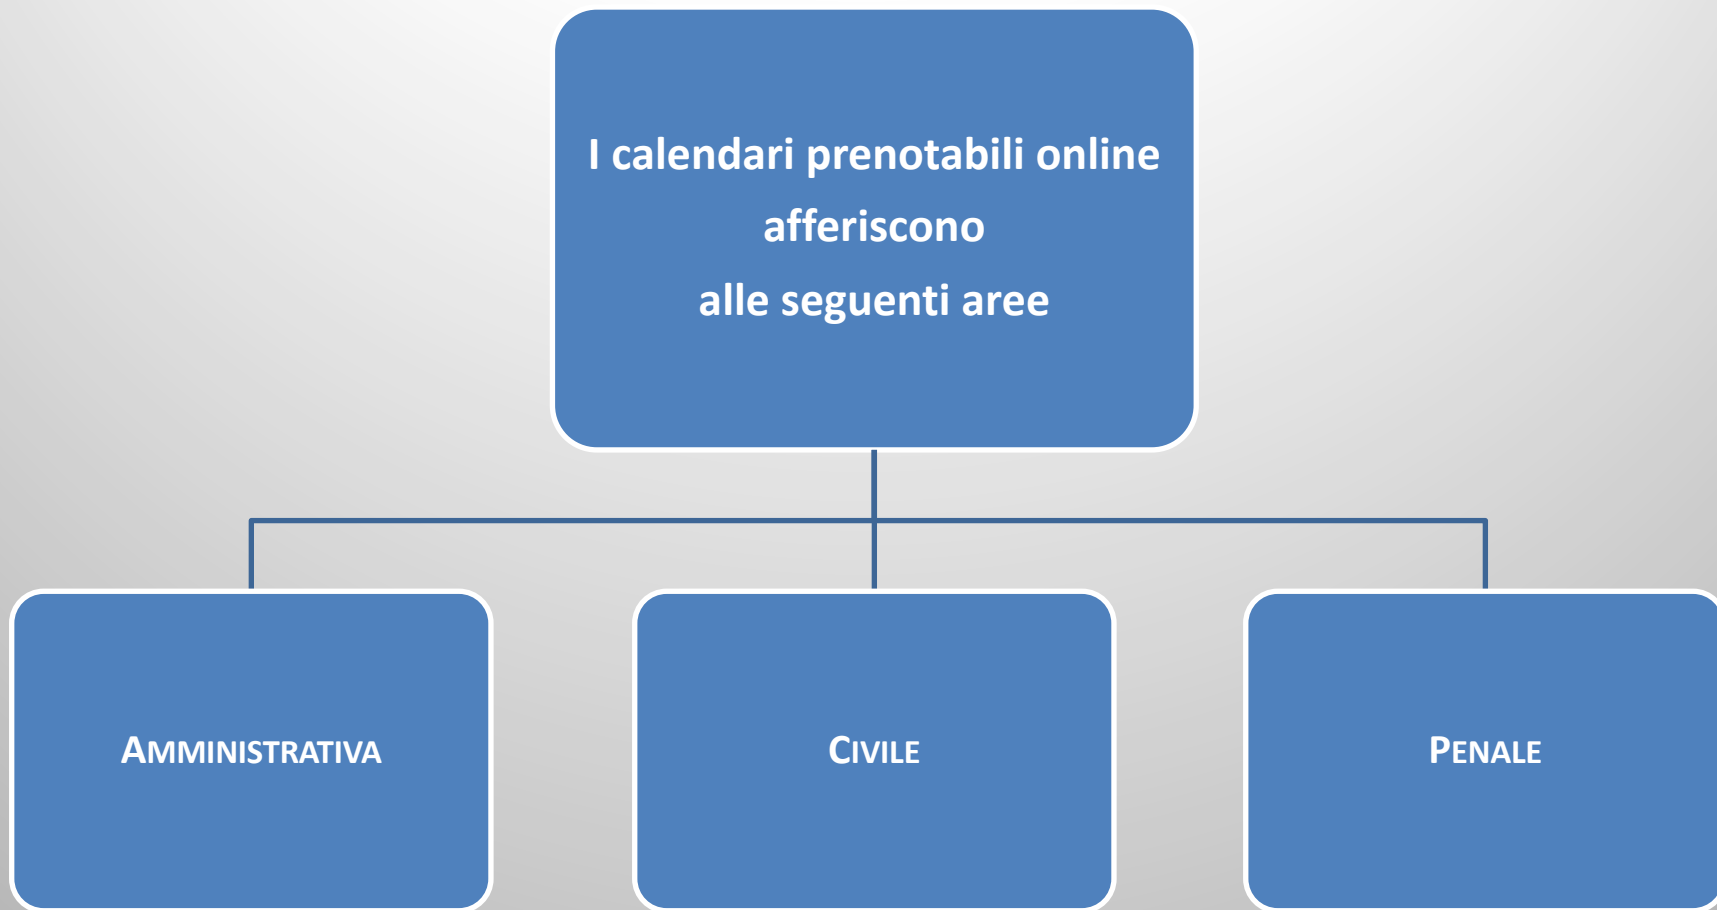 I calendari prenotabili online
afferiscono
alle seguenti aree
AMMINISTRATIVA
CIVILE
PENALE